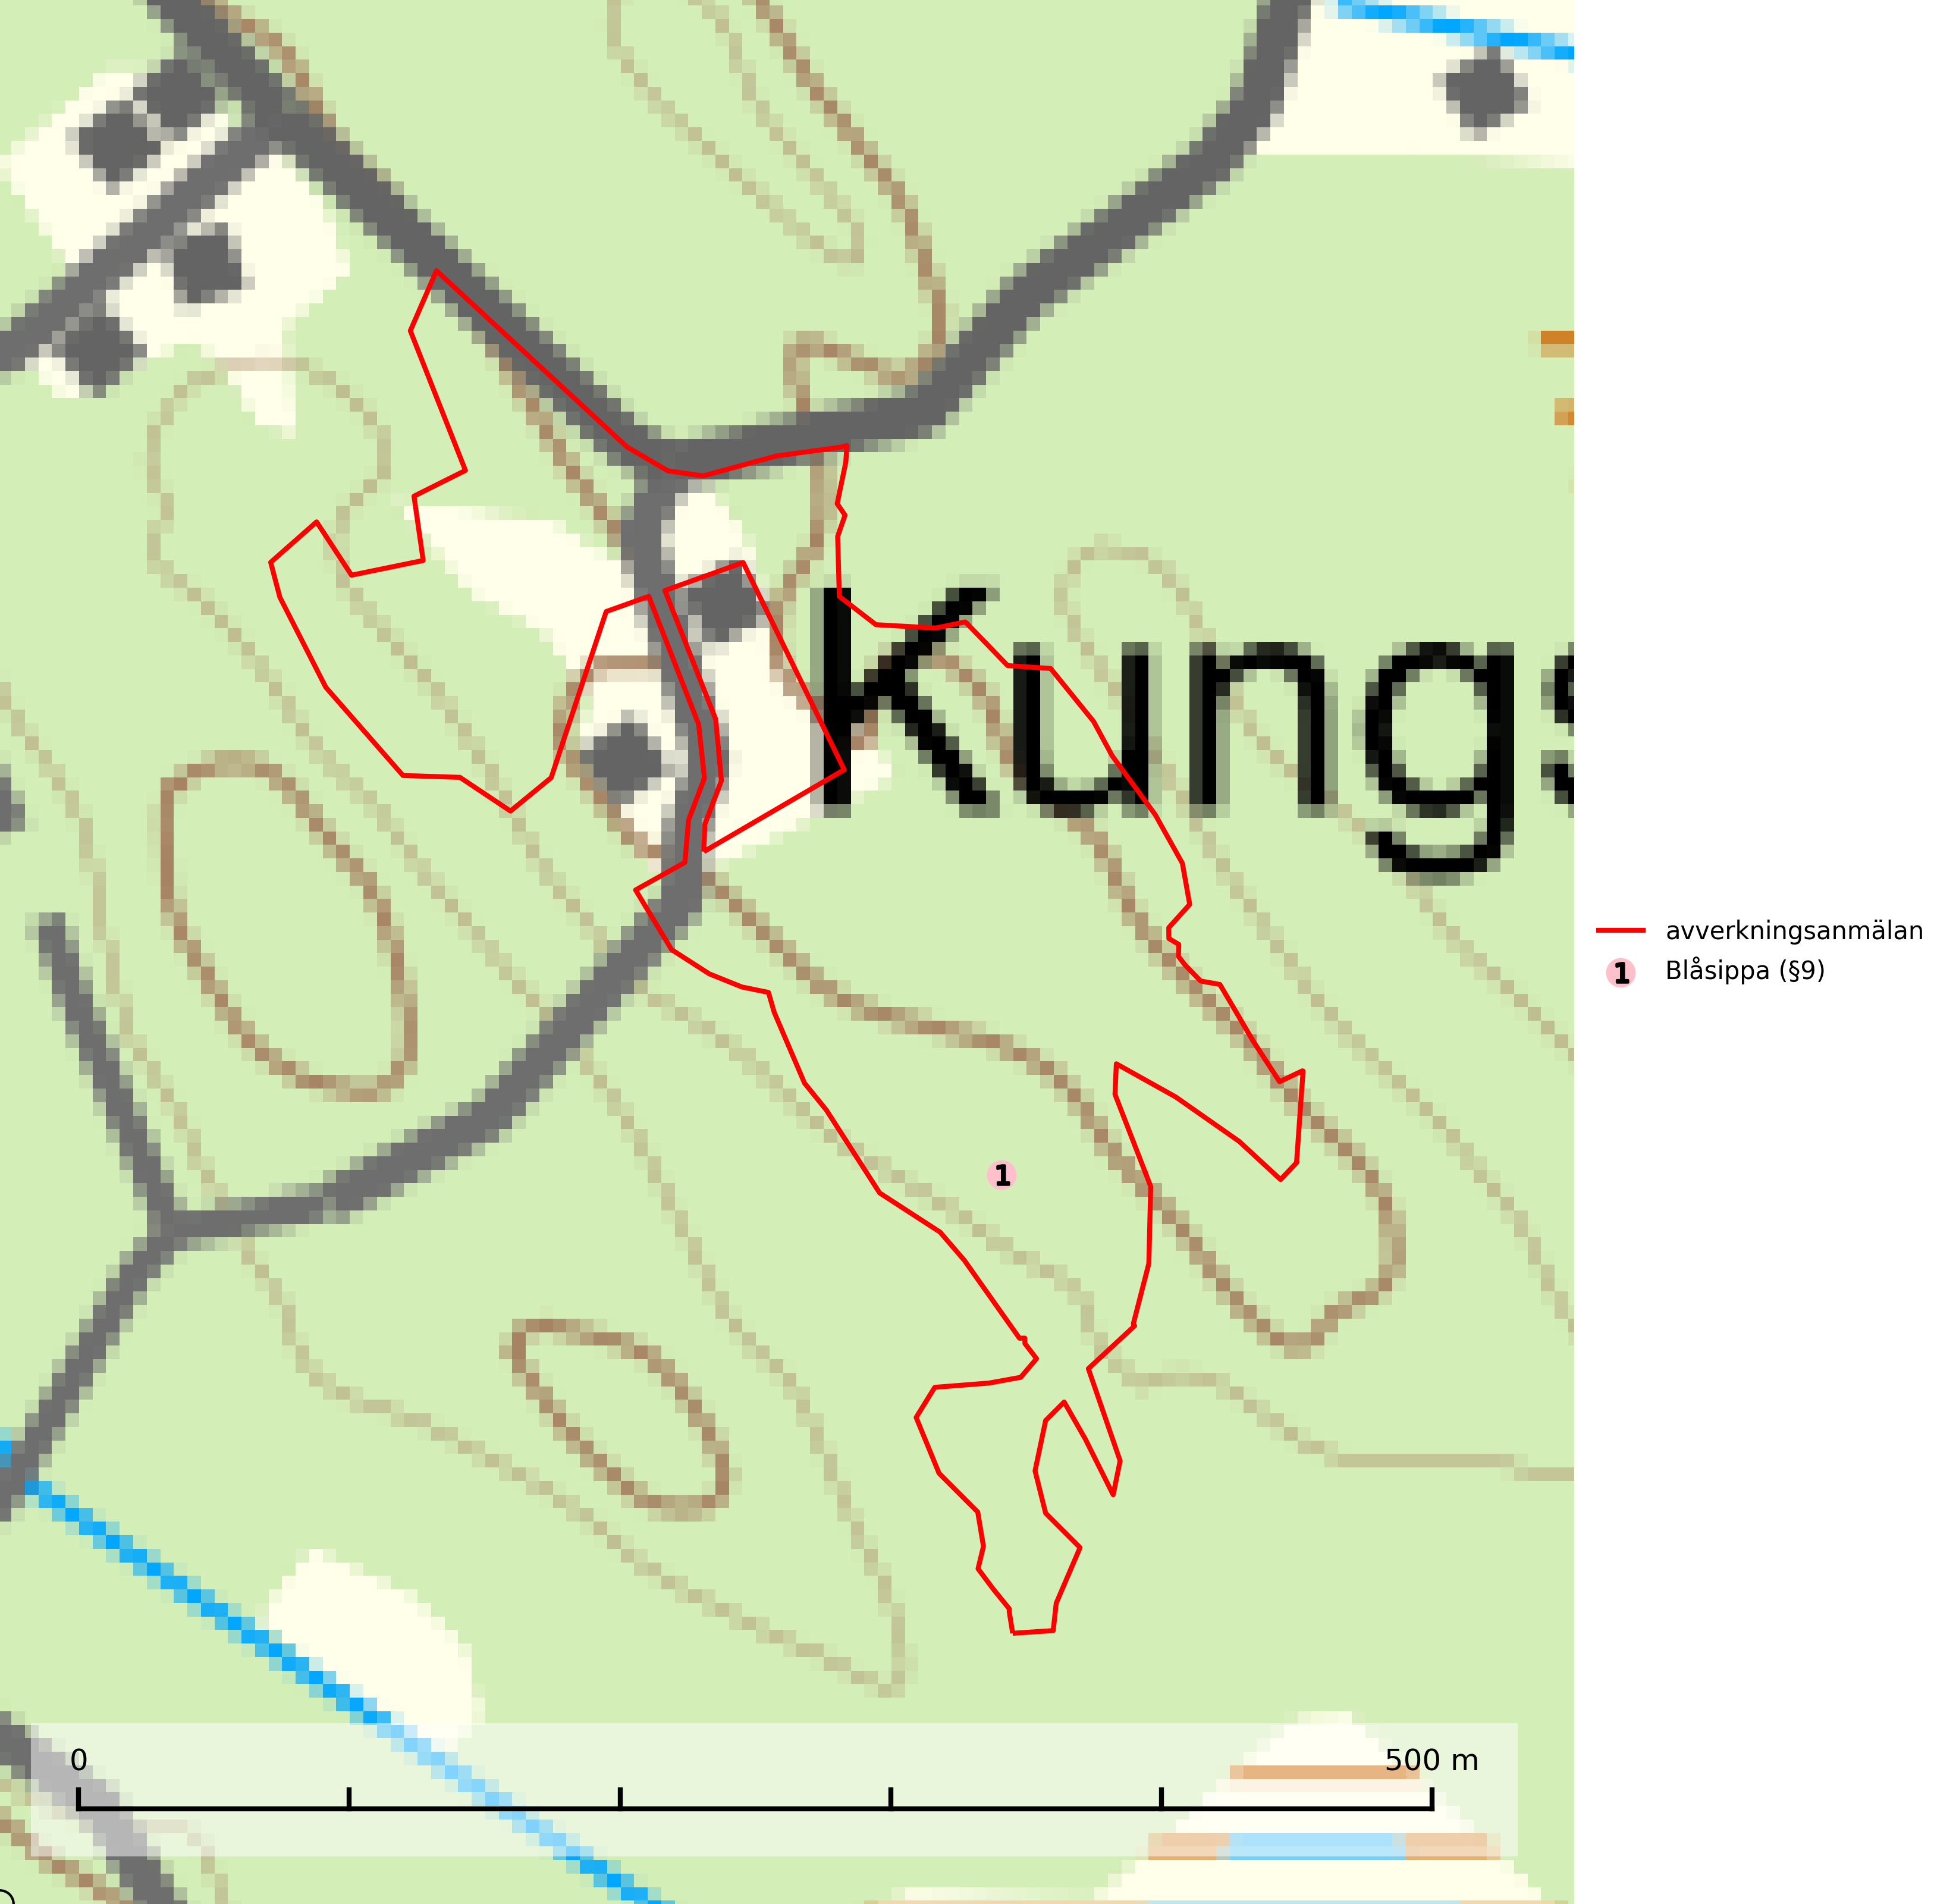 Kungs
avverkningsanmälan
1 Blåsippa (§9)
1
0 500 m